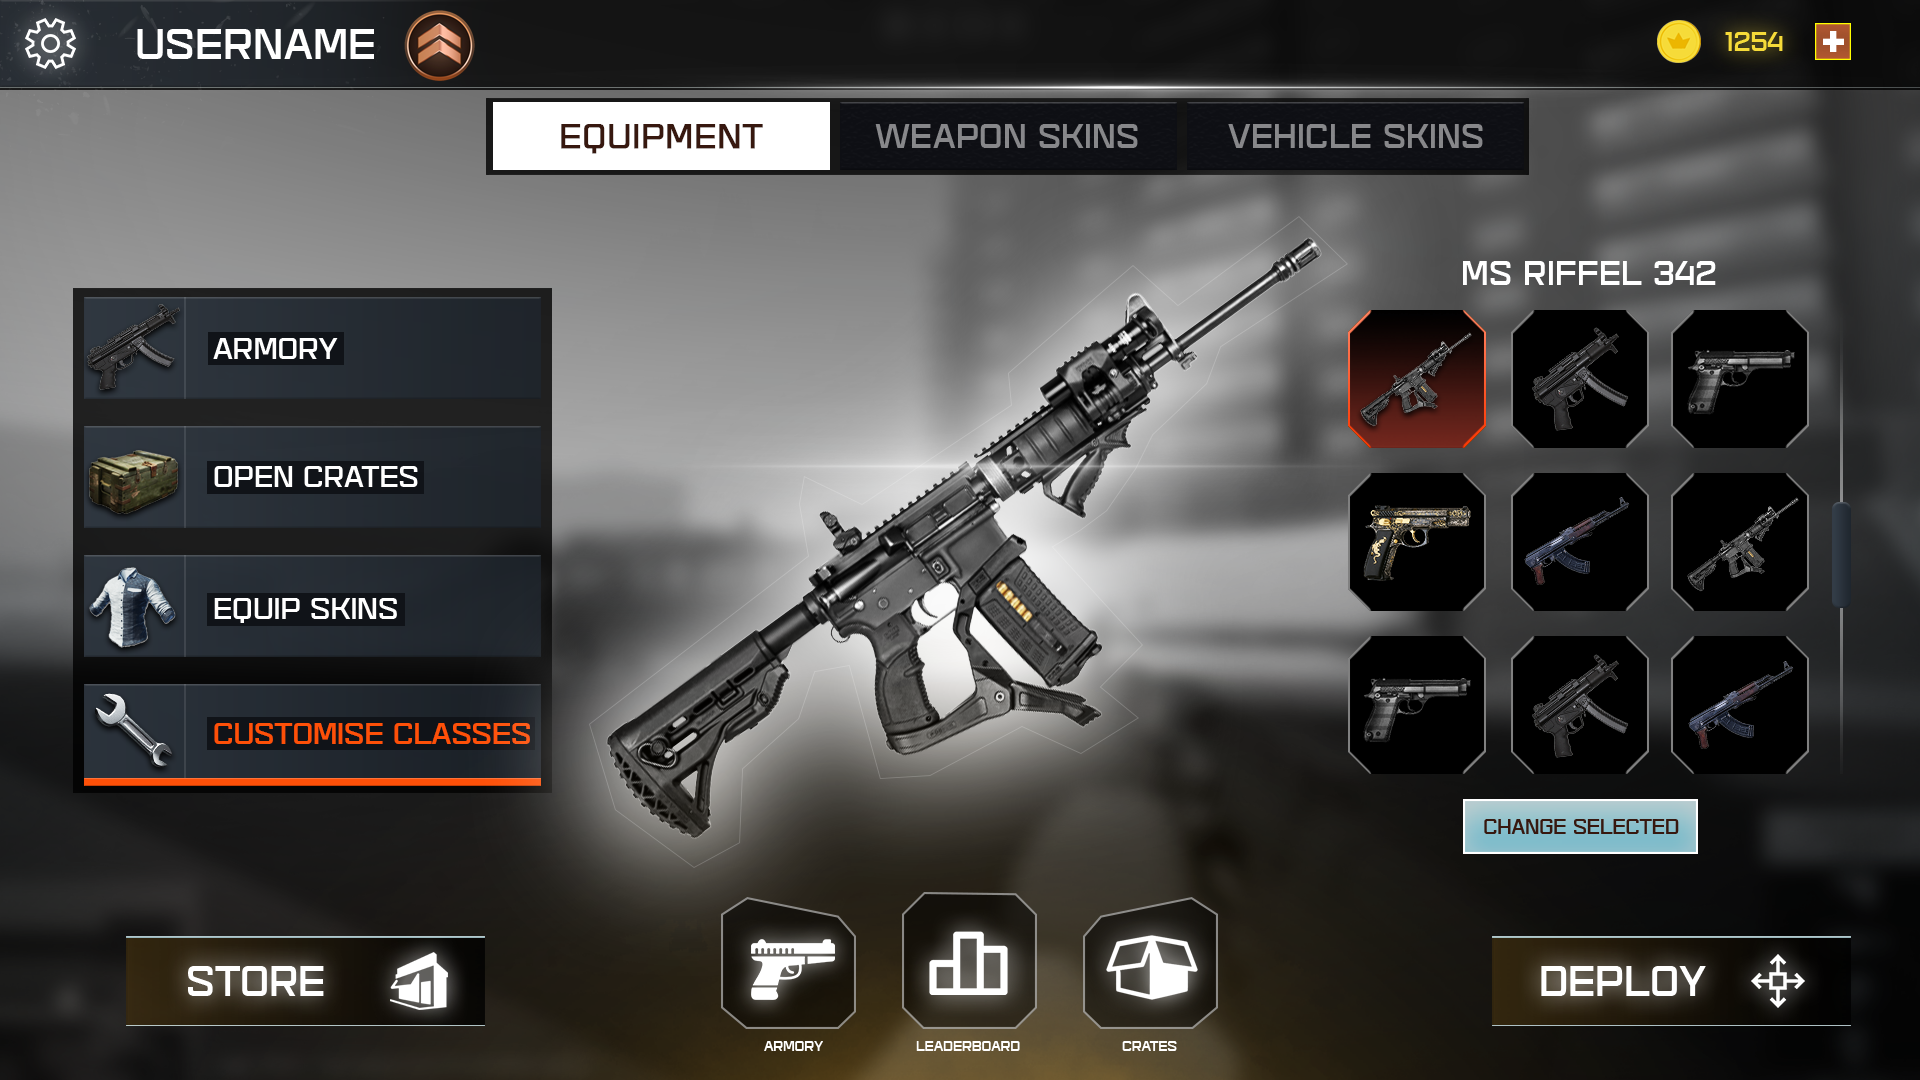 USERNAME
1254
EQUIPMENT
WEAPON SKINS
VEHICLE SKINS
MS RIFFEL 342
ARMORY
OPEN CRATES
EQUIP SKINS
CUSTOMISE CLASSES
CHANGE SELECTED
STORE
DEPLOY
ARMORY
LEADERBOARD
CRATES